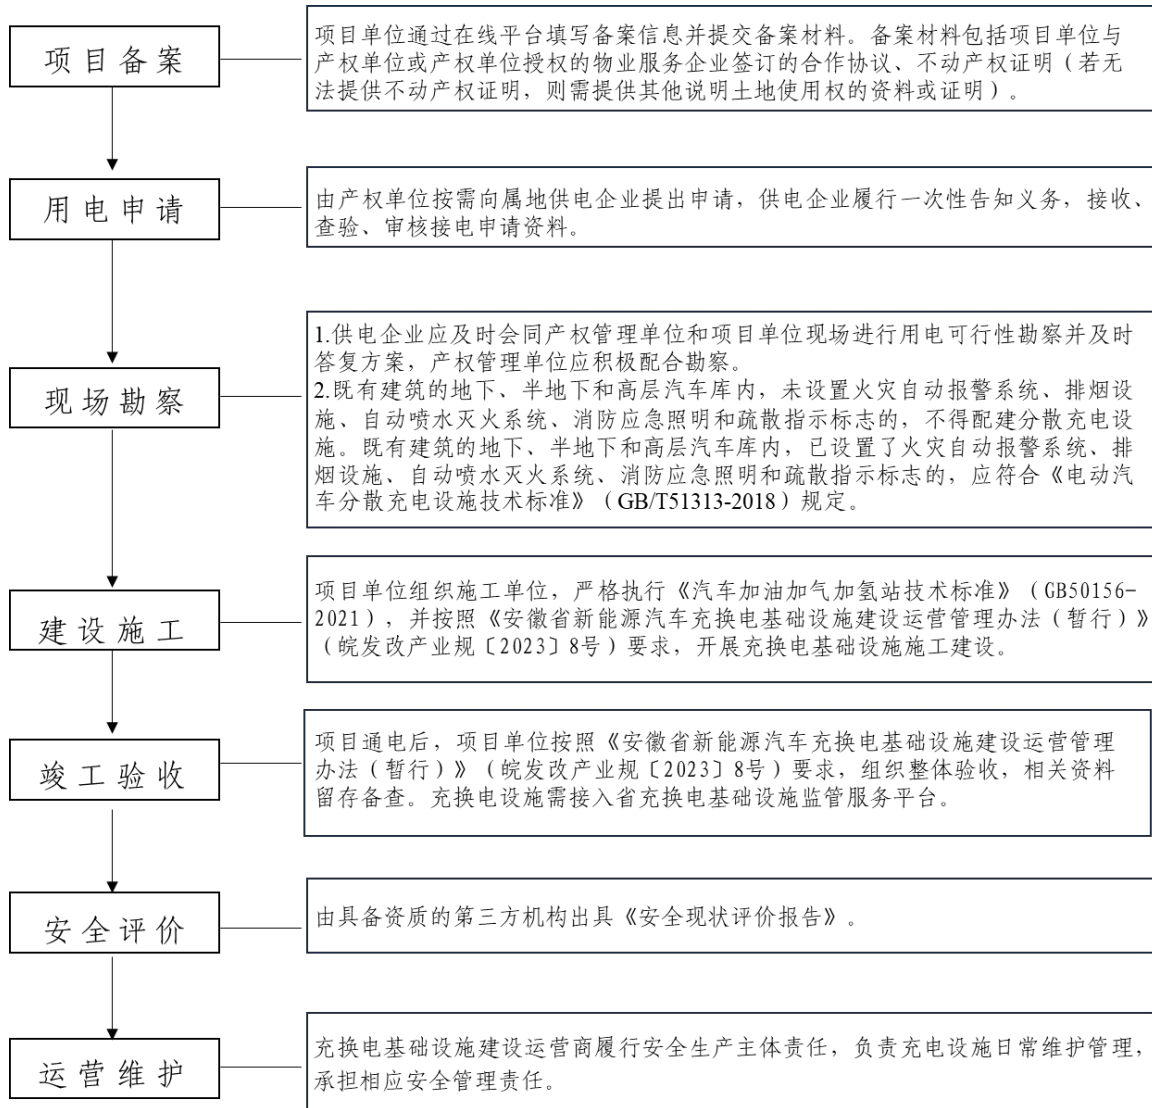 项目备案
项目单位通过在线平台填写备案信息并提交备案材料。备案材料包括项目单位与
产权单位或产权单位授权的物业服务企业签订的合作协议、不动产权证明（若无
法提供不动产权证明，则需提供其他说明土地使用权的资料或证明）。
用电申请
由产权单位按需向属地供电企业提出申请，供电企业履行一次性告知义务，接收、
查验、审核接电申请资料。
现场勘察
1.供电企业应及时会同产权管理单位和项目单位现场进行用电可行性勘察并及时
答复方案，产权管理单位应积极配合勘察。
2.既有建筑的地下、半地下和高层汽车库内，未设置火灾自动报警系统、排烟设
施、自动喷水灭火系统、消防应急照明和疏散指示标志的，不得配建分散充电设
施。既有建筑的地下、半地下和高层汽车库内，已设置了火灾自动报警系统、排
烟设施、自动喷水灭火系统、消防应急照明和疏散指示标志的，应符合《电动汽
车分散充电设施技术标准》（GB/T51313-2018）规定。
建设施工
项目单位组织施工单位，严格执行《汽车加油加气加氢站技术标准》（GB50156-
2021），并按照《安徽省新能源汽车充换电基础设施建设运营管理办法（暂行）》
（皖发改产业规〔2023〕8号）要求，开展充换电基础设施施工建设。
竣工验收
项目通电后，项目单位按照《安徽省新能源汽车充换电基础设施建设运营管理
办法（暂行）》（皖发改产业规〔2023〕8号）要求，组织整体验收，相关资料
留存备查。充换电设施需接入省充换电基础设施监管服务平台。
安全评价
由具备资质的第三方机构出具《安全现状评价报告》。
运营维护
充换电基础设施建设运营商履行安全生产主体责任，负责充电设施日常维护管理，
承担相应安全管理责任。